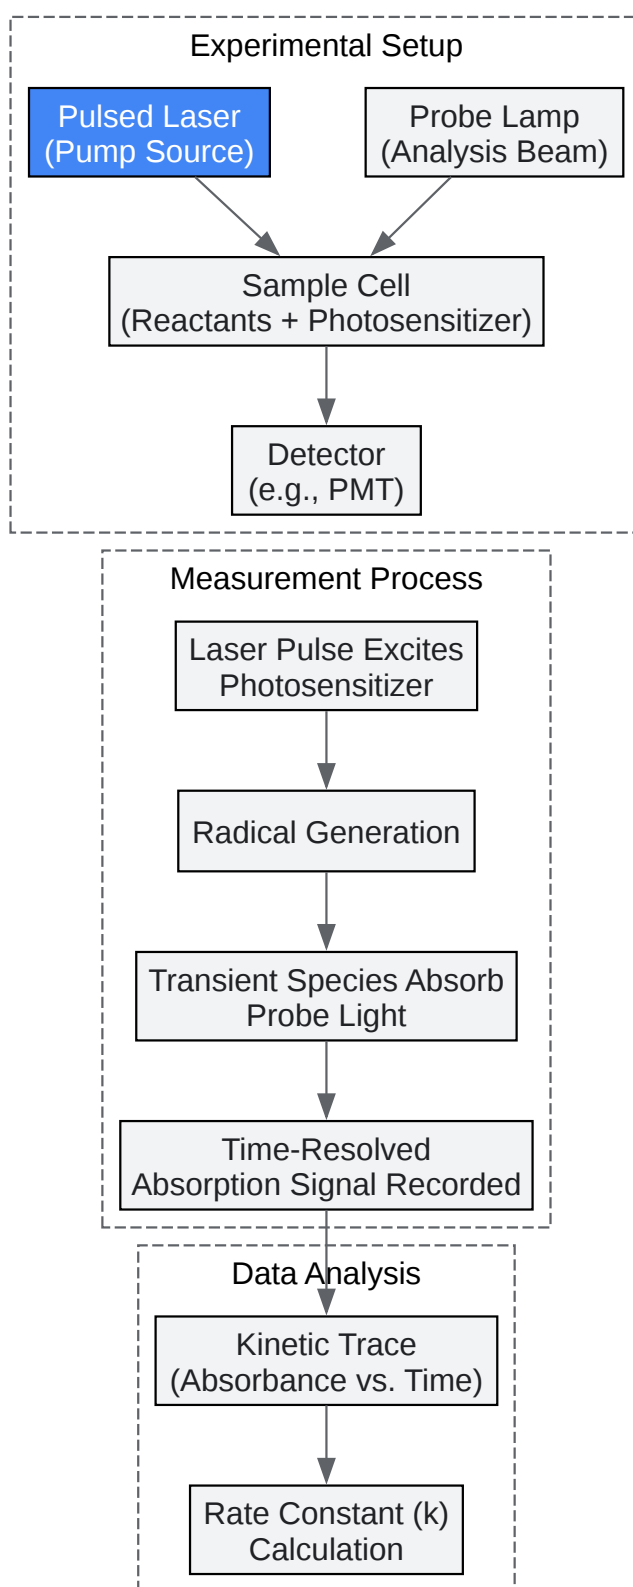 Experimental Setup
Pulsed Laser
(Pump Source)
Probe Lamp
(Analysis Beam)
Sample Cell
(Reactants + Photosensitizer)
Detector
(e.g., PMT)
Measurement Process
Laser Pulse Excites
Photosensitizer
Radical Generation
Transient Species Absorb
Probe Light
Time-Resolved
Absorption Signal Recorded
Data Analysis
Kinetic Trace
(Absorbance vs. Time)
Rate Constant (k)
Calculation